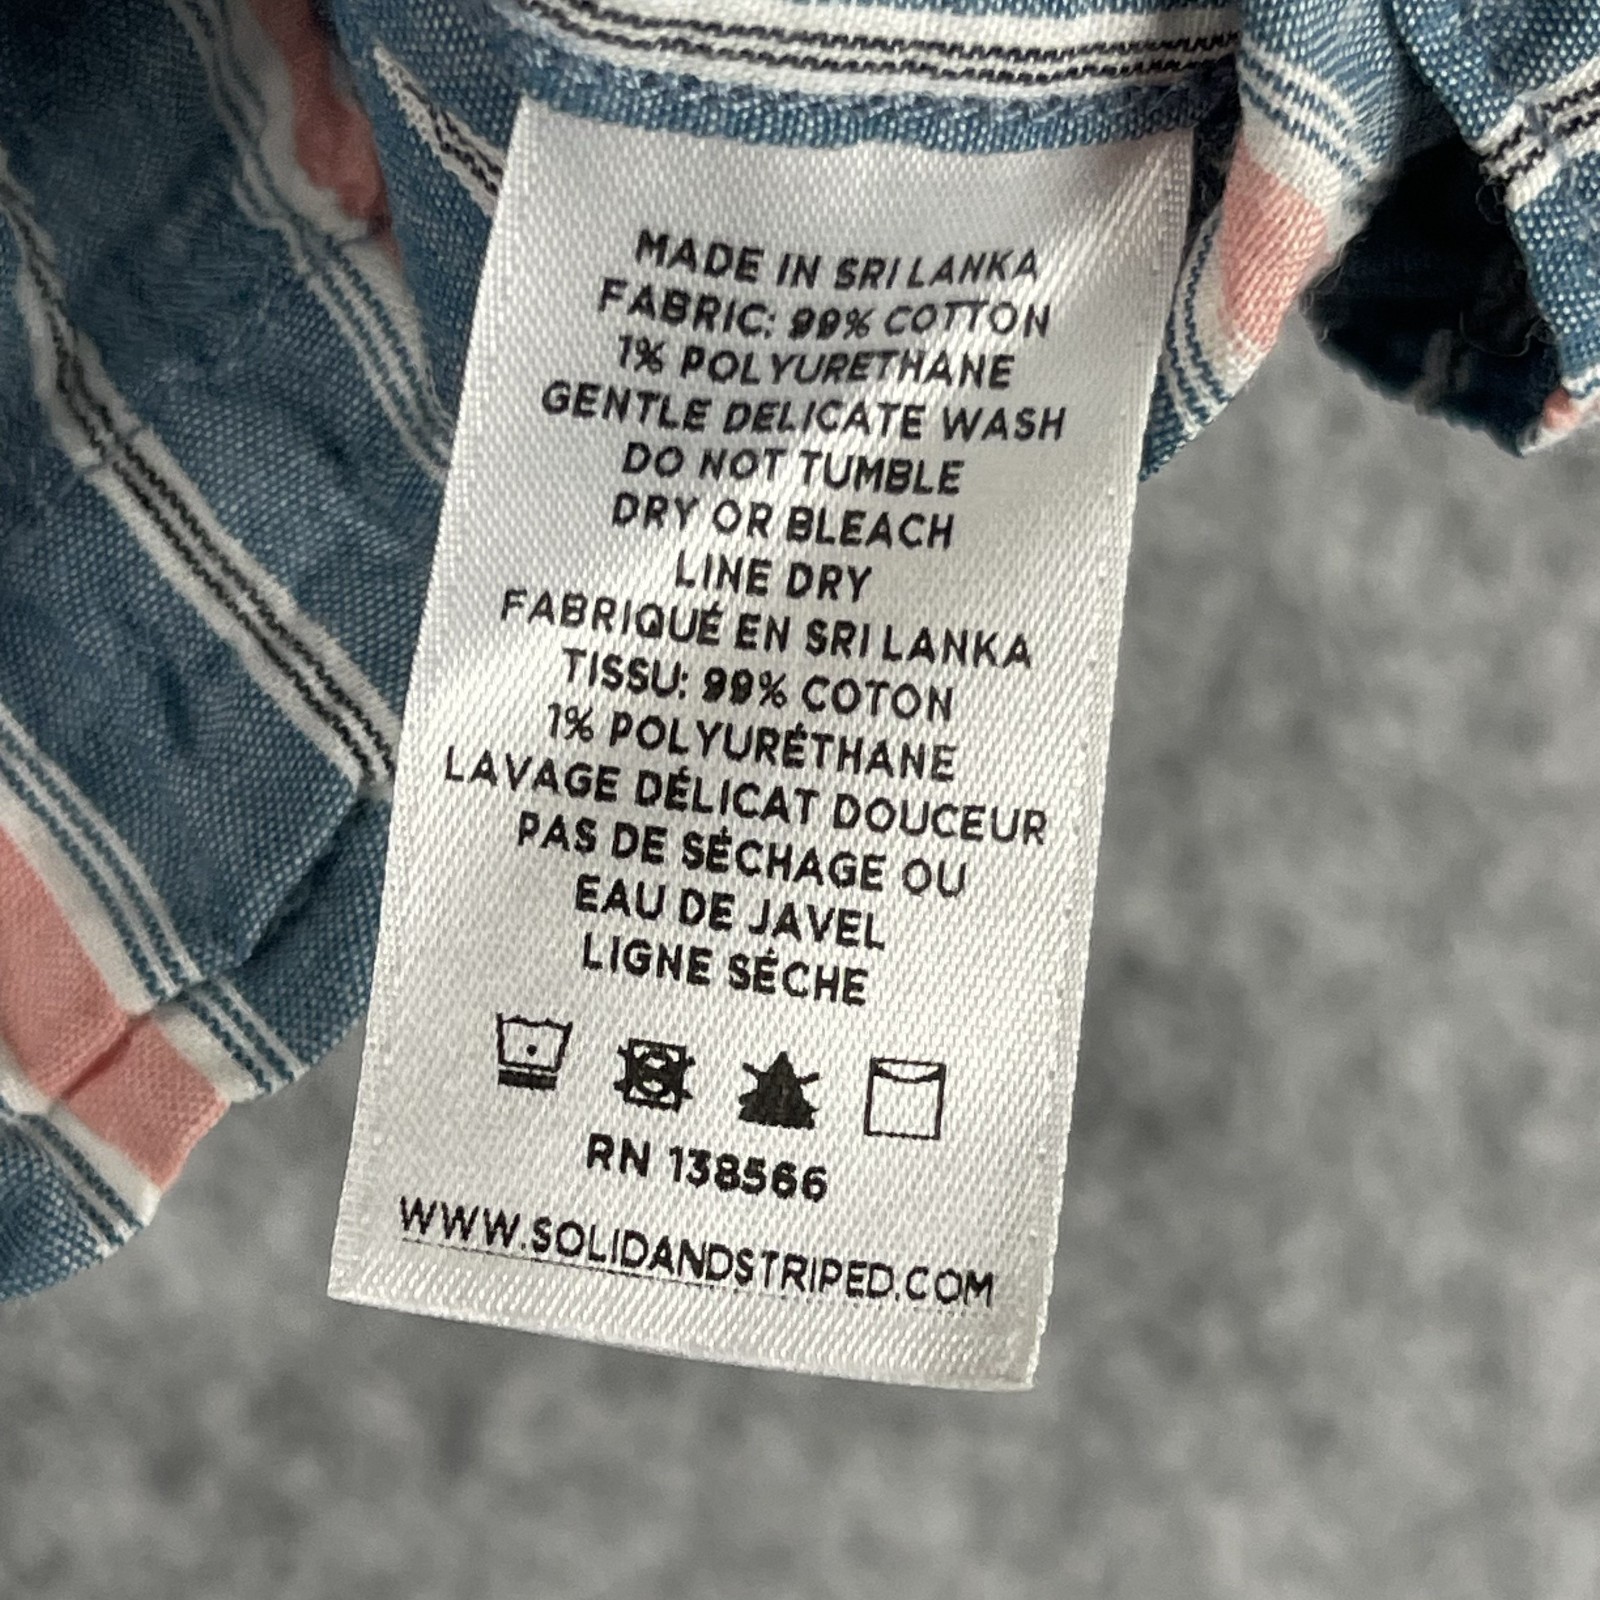 MADE IN SRI LANKA
FABRIC: 99% COTTON
1% POLYURETHANE
GENTLE DELICATE WASH
DO NOT TUMBLE
DRY OR BLEACH
LINE DRY
FABRIQUÉ EN SRI LANKA
TISSU: 99% COTON
1% POLYURÉTHANE
LAVAGE DÉLICAT DOUCEUR
PAS DE SÉCHAGE OU
EAU DE JAVEL
LIGNE SÉCHE
RN 138566
WWW.SOLIDANDSTRIPED.COM